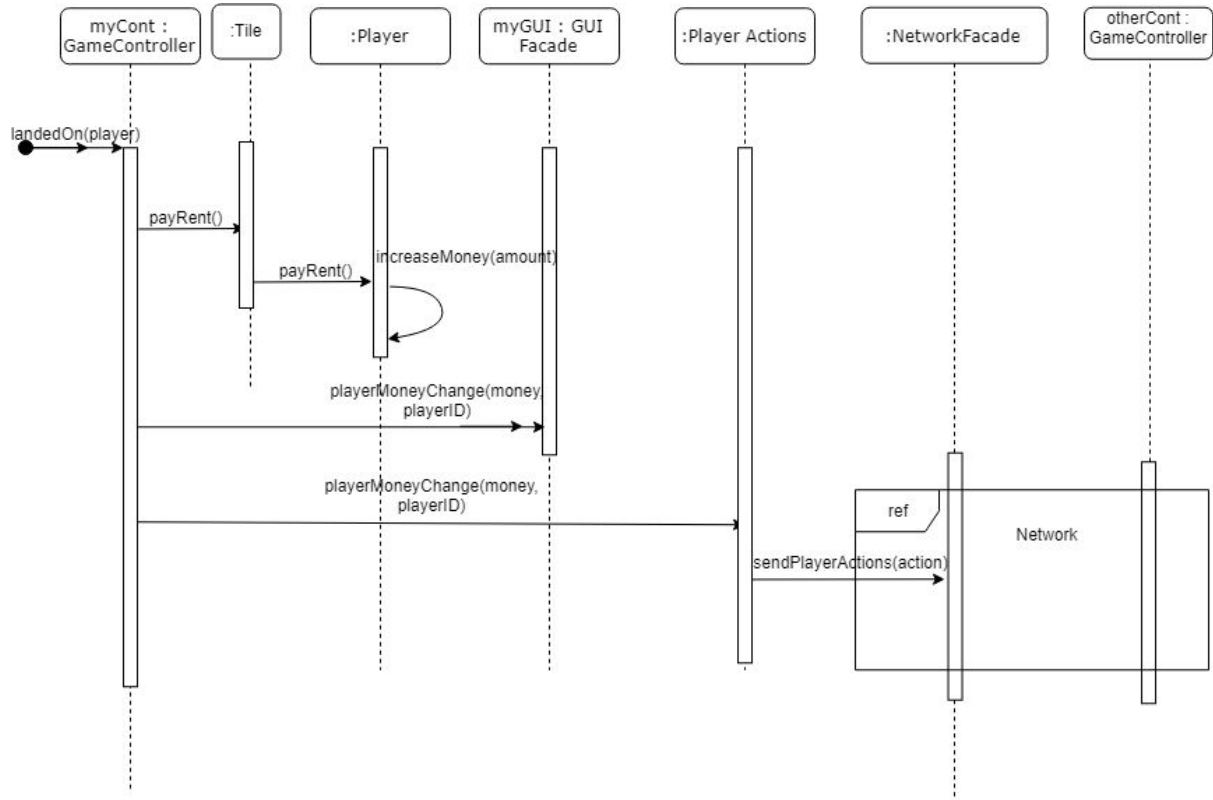 myCont :
GameController
:Tile
:Player
myGUI : GUI
Facade
:Player Actions
:NetworkFacade
otherCont :
GameController
landedOn(player)
payRent()
payRent()
increaseMoney(amount)
playerMoneyChange(money,
playerID)
playerMoneyChange(money,
playerID)
ref
Network
sendPlayerActions(action)